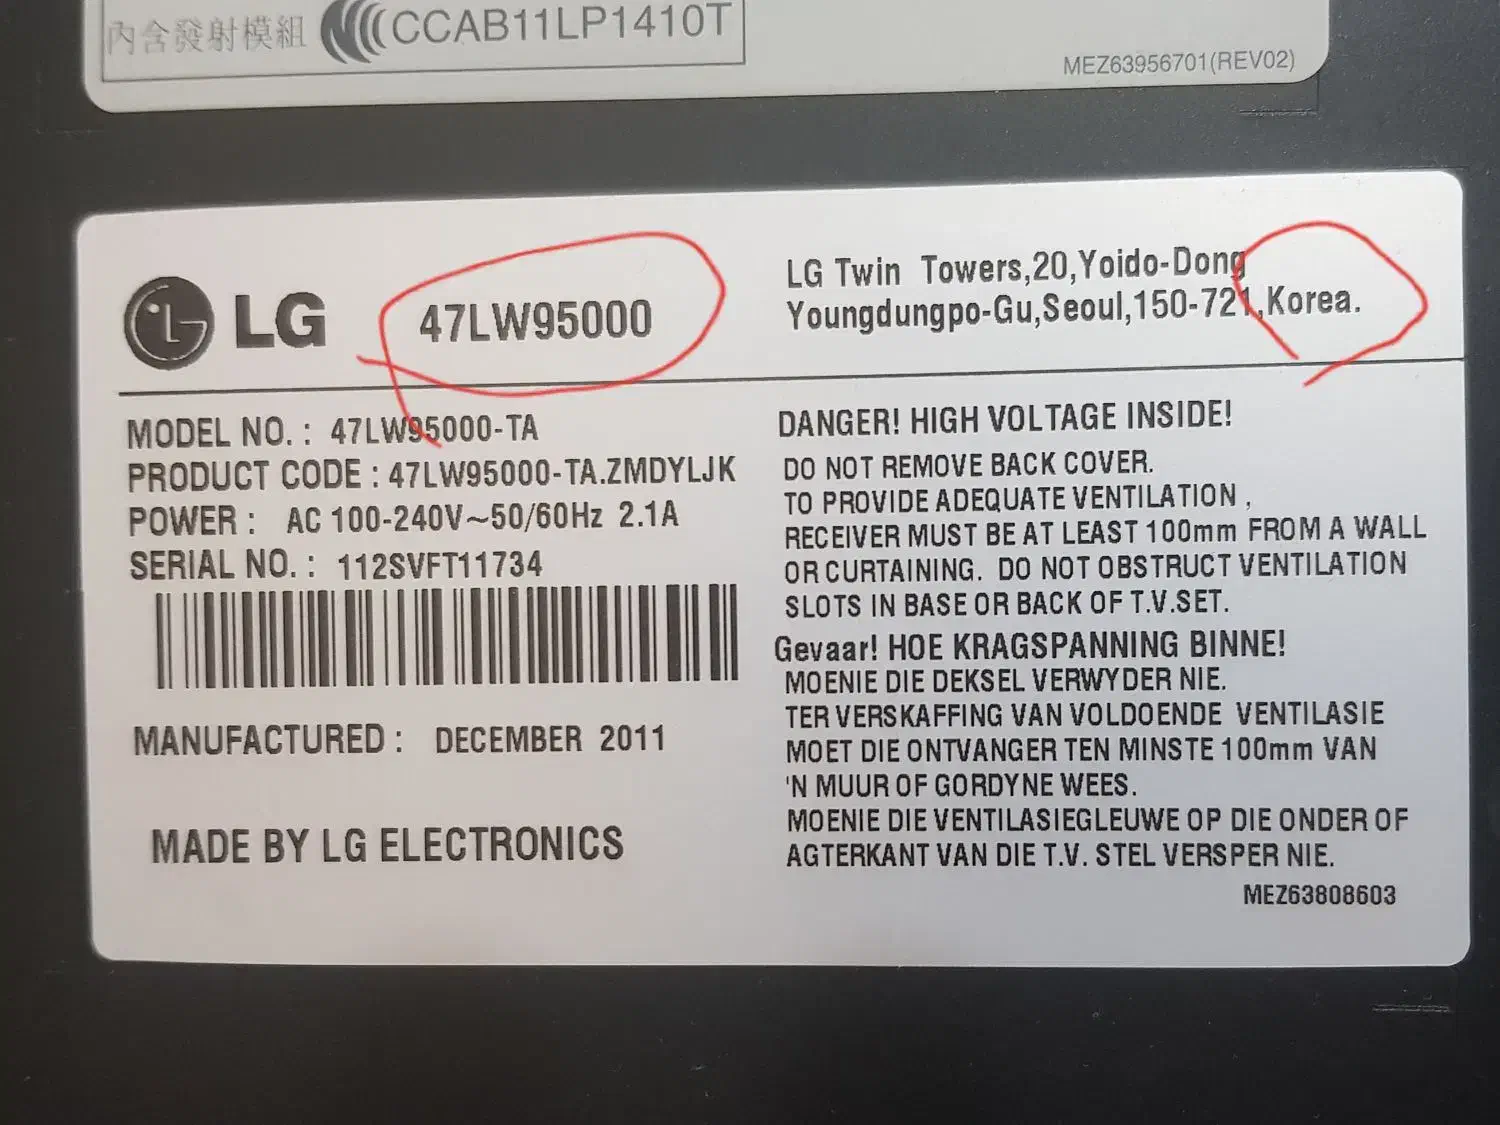 內含發射模組 CCAB11LP1410T
MEZ63956701(REV02)
LG
47LW95000
LG Twin Towers,20,Yoido-Dong
Youngdungpo-Gu,Seoul,150-721,Korea.
MODEL NO. : 47LW95000-TA
PRODUCT CODE : 47LW95000-TA.ZMDYLJK
POWER : AC 100-240V~50/60Hz 2.1A
SERIAL NO. : 112SVFT11734
MANUFACTURED : DECEMBER 2011
MADE BY LG ELECTRONICS
DANGER! HIGH VOLTAGE INSIDE!
DO NOT REMOVE BACK COVER.
TO PROVIDE ADEQUATE VENTILATION ,
RECEIVER MUST BE AT LEAST 100mm FROM A WALL
OR CURTAINING. DO NOT OBSTRUCT VENTILATION
SLOTS IN BASE OR BACK OF T.V.SET.
Gevaar! HOE KRAGSPANNING BINNE!
MOENIE DIE DEKSEL VERWYDER NIE.
TER VERSKAFFING VAN VOLDOENDE VENTILASIE
MOET DIE ONTVANGER TEN MINSTE 100mm VAN
'N MUUR OF GORDYNE WEES.
MOENIE DIE VENTILASIEGLEUWE OP DIE ONDER OF
AGTERKANT VAN DIE T.V. STEL VERSPER NIE.
MEZ63808603